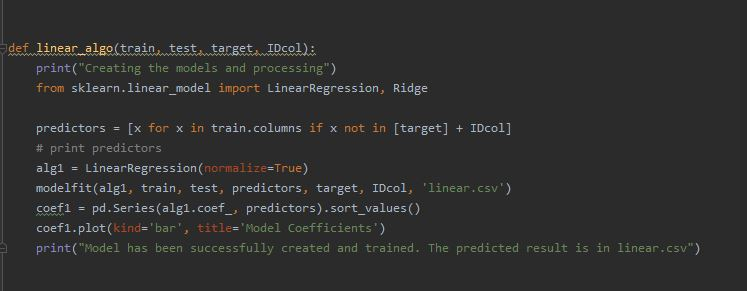 def linear_algo(train, test, target, IDcol):
    print("Creating the models and processing")
    from sklearn.linear_model import LinearRegression, Ridge
    predictors = [x for x in train.columns if x not in [target] + IDcol]
    # print predictors
    alg1 = LinearRegression(normalize=True)
    modelfit(alg1, train, test, predictors, target, IDcol, 'linear.csv')
    coef1 = pd.Series(alg1.coef_, predictors).sort_values()
    coef1.plot(kind='bar', title='Model Coefficients')
    print("Model has been successfully created and trained. The predicted result is in linear.csv")